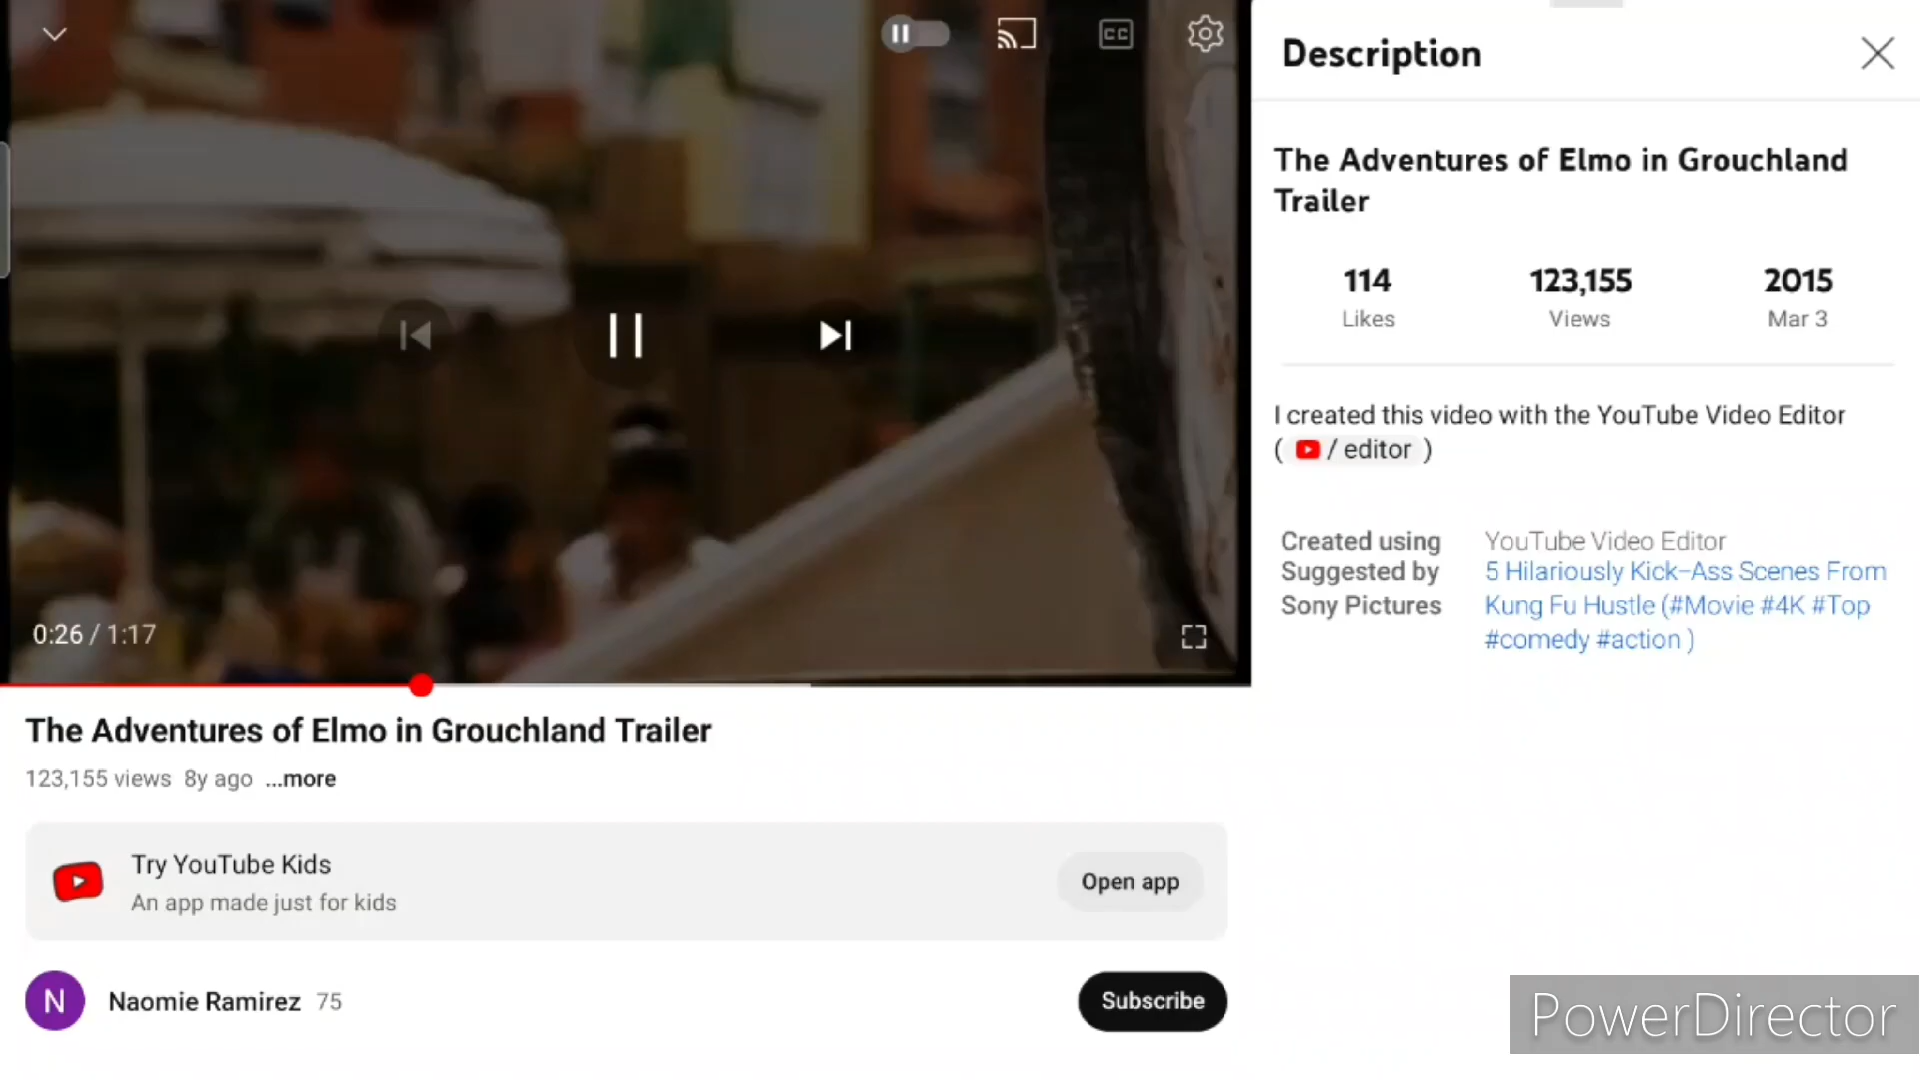 CC
0:26 / 1:17
The Adventures of Elmo in Grouchland Trailer
123,155 views 8y ago ...more
Try YouTube Kids
An app made just for kids
Open app
N
Naomie Ramirez 75
Subscribe
Description
The Adventures of Elmo in Grouchland
Trailer
114 123,155 2015
Likes Views Mar 3
I created this video with the YouTube Video Editor
( / editor )
Created using YouTube Video Editor
Suggested by 5 Hilariously Kick-Ass Scenes From
Sony Pictures Kung Fu Hustle (#Movie #4K #Top
#comedy #action )
PowerDirector